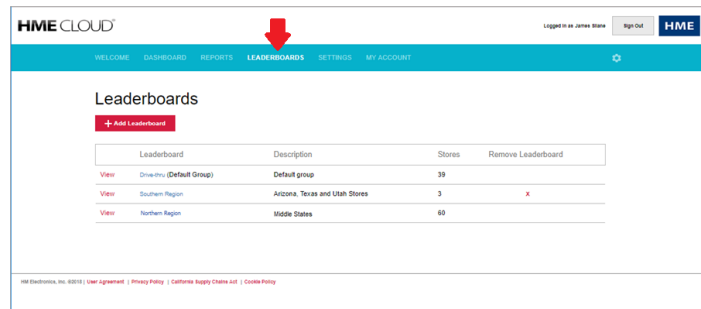 HME CLOUD®
Logged in as James Stiane
Sign Out
HME
WELCOME DASHBOARD REPORTS LEADERBOARDS SETTINGS MY ACCOUNT
Leaderboards
+ Add Leaderboard
Leaderboard Description Stores Remove Leaderboard
View Drive-thru (Default Group) Default group 39
View Southern Region Arizona, Texas and Utah Stores 3 X
View Northern Region Middle States 60
HM Electronics, Inc. ©2018 | User Agreement | Privacy Policy | California Supply Chains Act | Cookie Policy